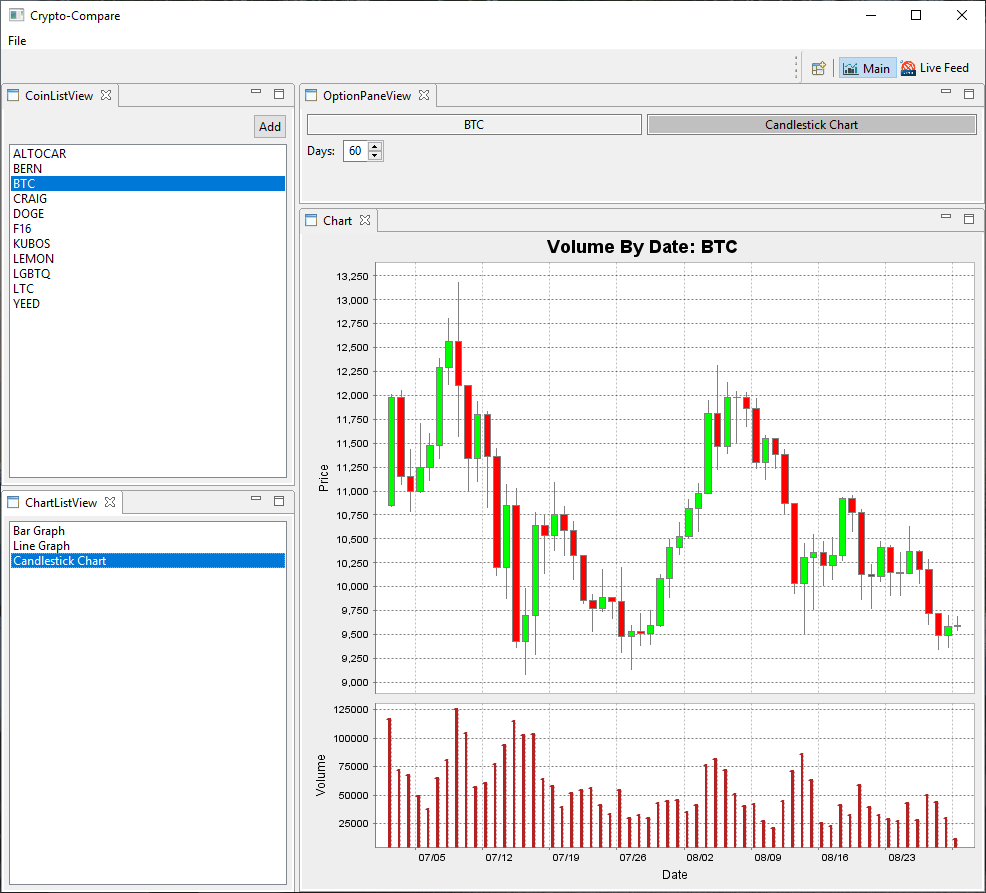 Crypto-Compare
File
Main
Live Feed
CoinListView
Add
ALTOCAR
BERN
BTC
CRAIG
DOGE
F16
KUBOS
LEMON
LGBTQ
LTC
YEED
ChartListView
Bar Graph
Line Graph
Candlestick Chart
OptionPaneView
BTC
Candlestick Chart
Days: 60
Chart
Volume By Date: BTC
Price
13,250
13,000
12,750
12,500
12,250
12,000
11,750
11,500
11,250
11,000
10,750
10,500
10,250
10,000
9,750
9,500
9,250
9,000
Volume
125000
100000
75000
50000
25000
07/05 07/12 07/19 07/26 08/02 08/09 08/16 08/23
Date